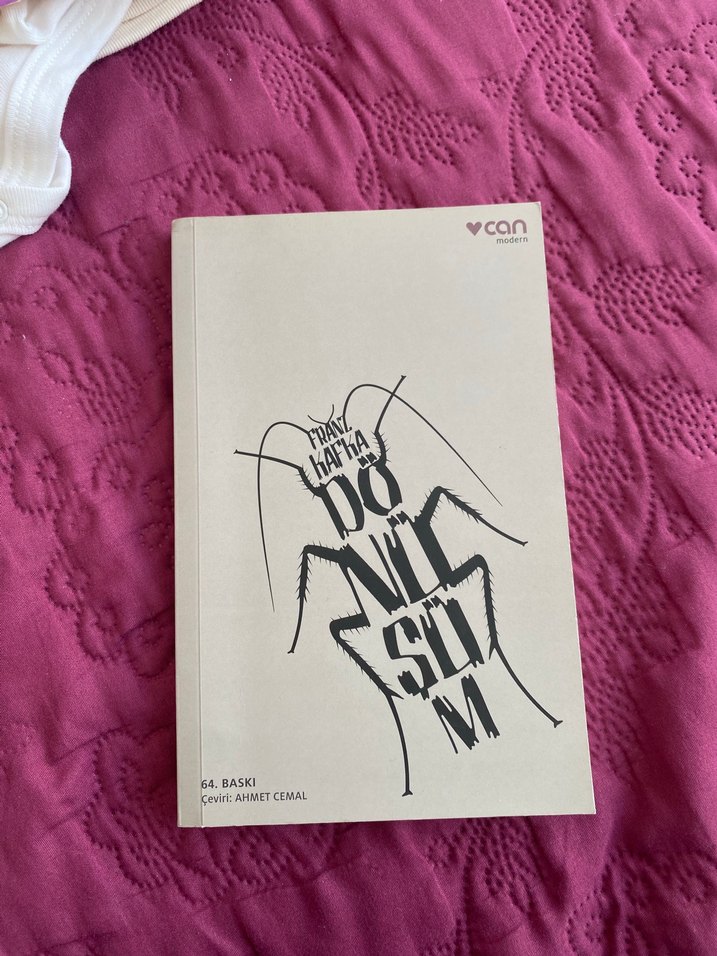 can
modern
FRANZ
KAFKA
DÖ
NÜ
ŞÜ
M
64. BASKI
Çeviri: AHMET CEMAL